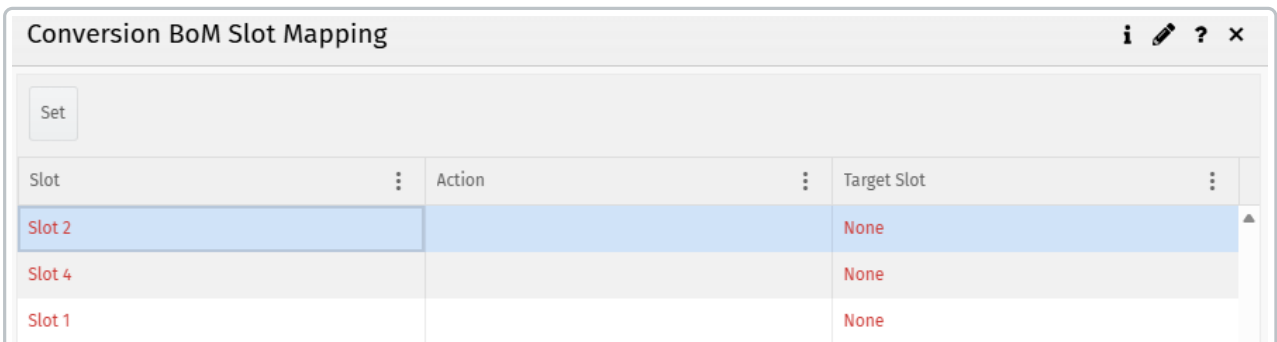 Conversion BoM Slot Mapping i ?
Set
Slot Action Target Slot
Slot 2 None
Slot 4 None
Slot 1 None